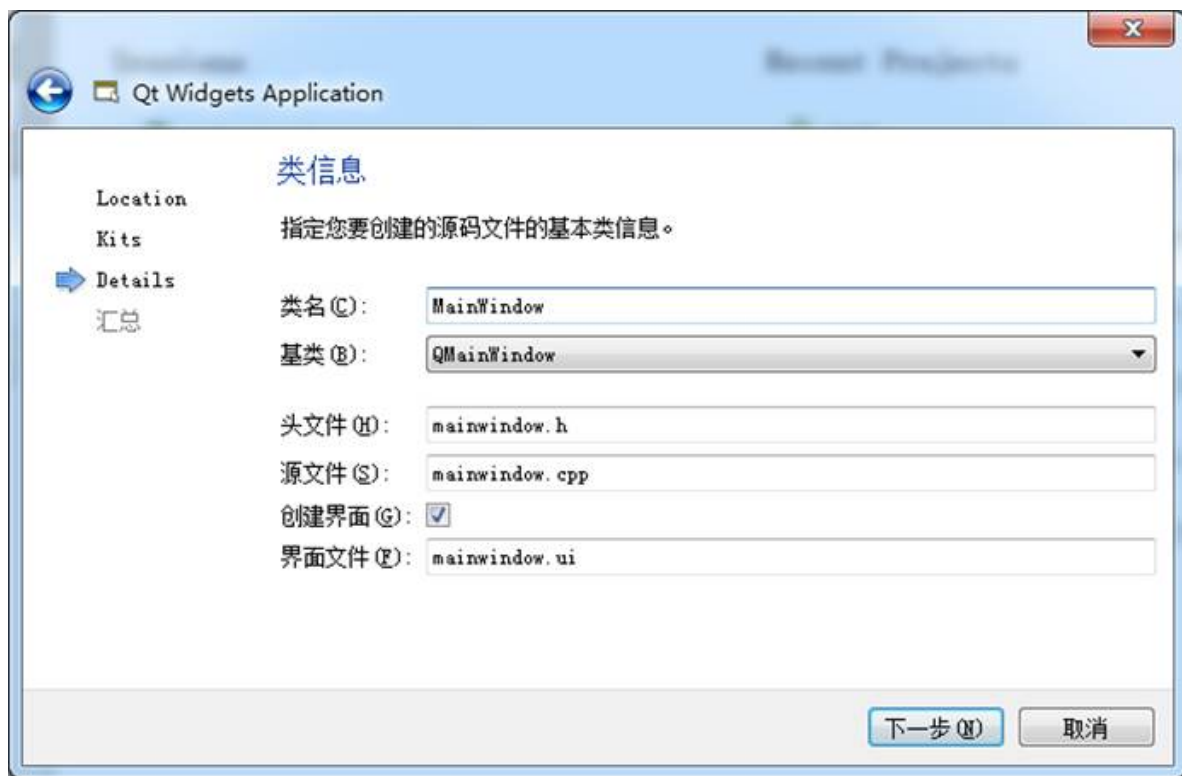 Recent Projects
Qt Widgets Application
Location
Kits
Details
汇总
类信息
指定您要创建的源码文件的基本类信息。
类名(C): MainWindow
基类(B): QMainWindow
头文件(H): mainwindow.h
源文件(S): mainwindow.cpp
创建界面(G):
界面文件(F): mainwindow.ui
下一步(N) 取消